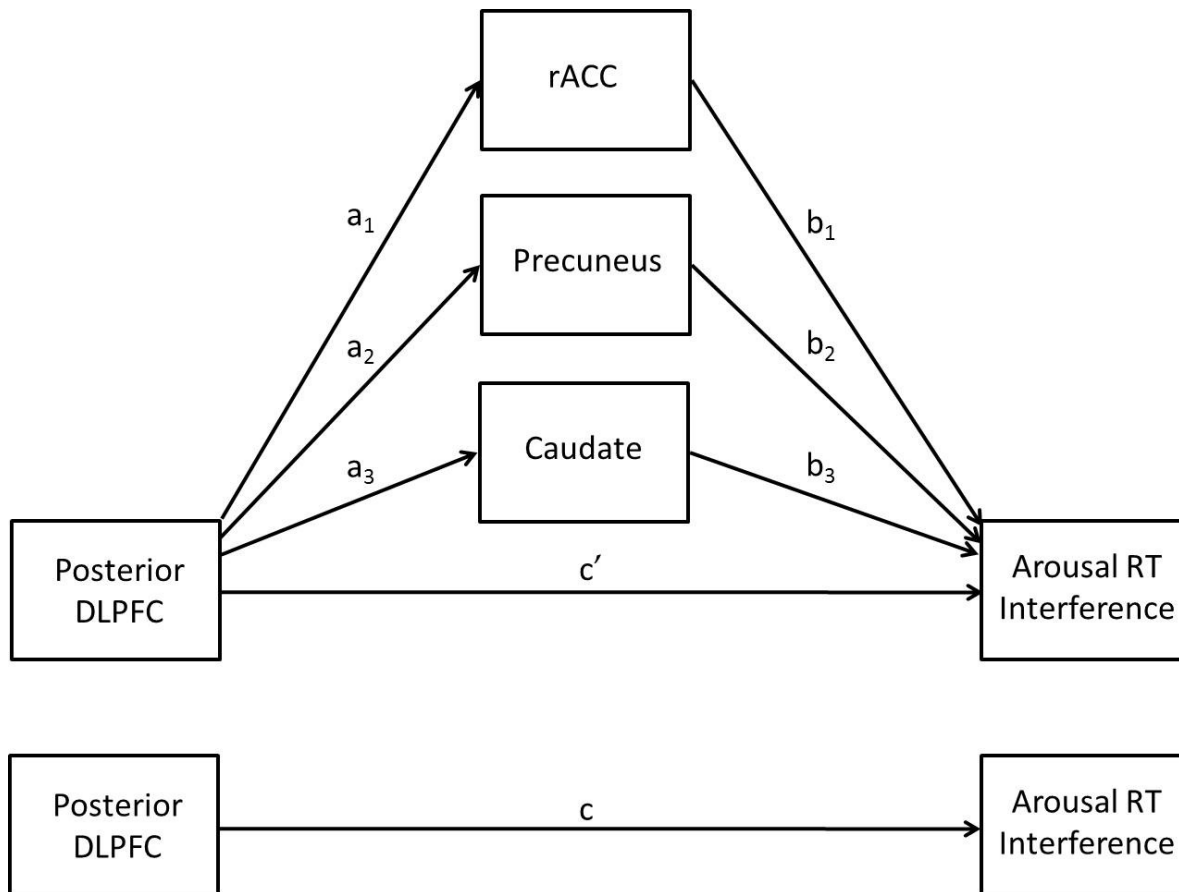 rACC
a₁
b₁
Precuneus
a₂
b₂
Caudate
a₃
b₃
Posterior
DLPFC
c′
Arousal RT
Interference
Posterior
DLPFC
c
Arousal RT
Interference